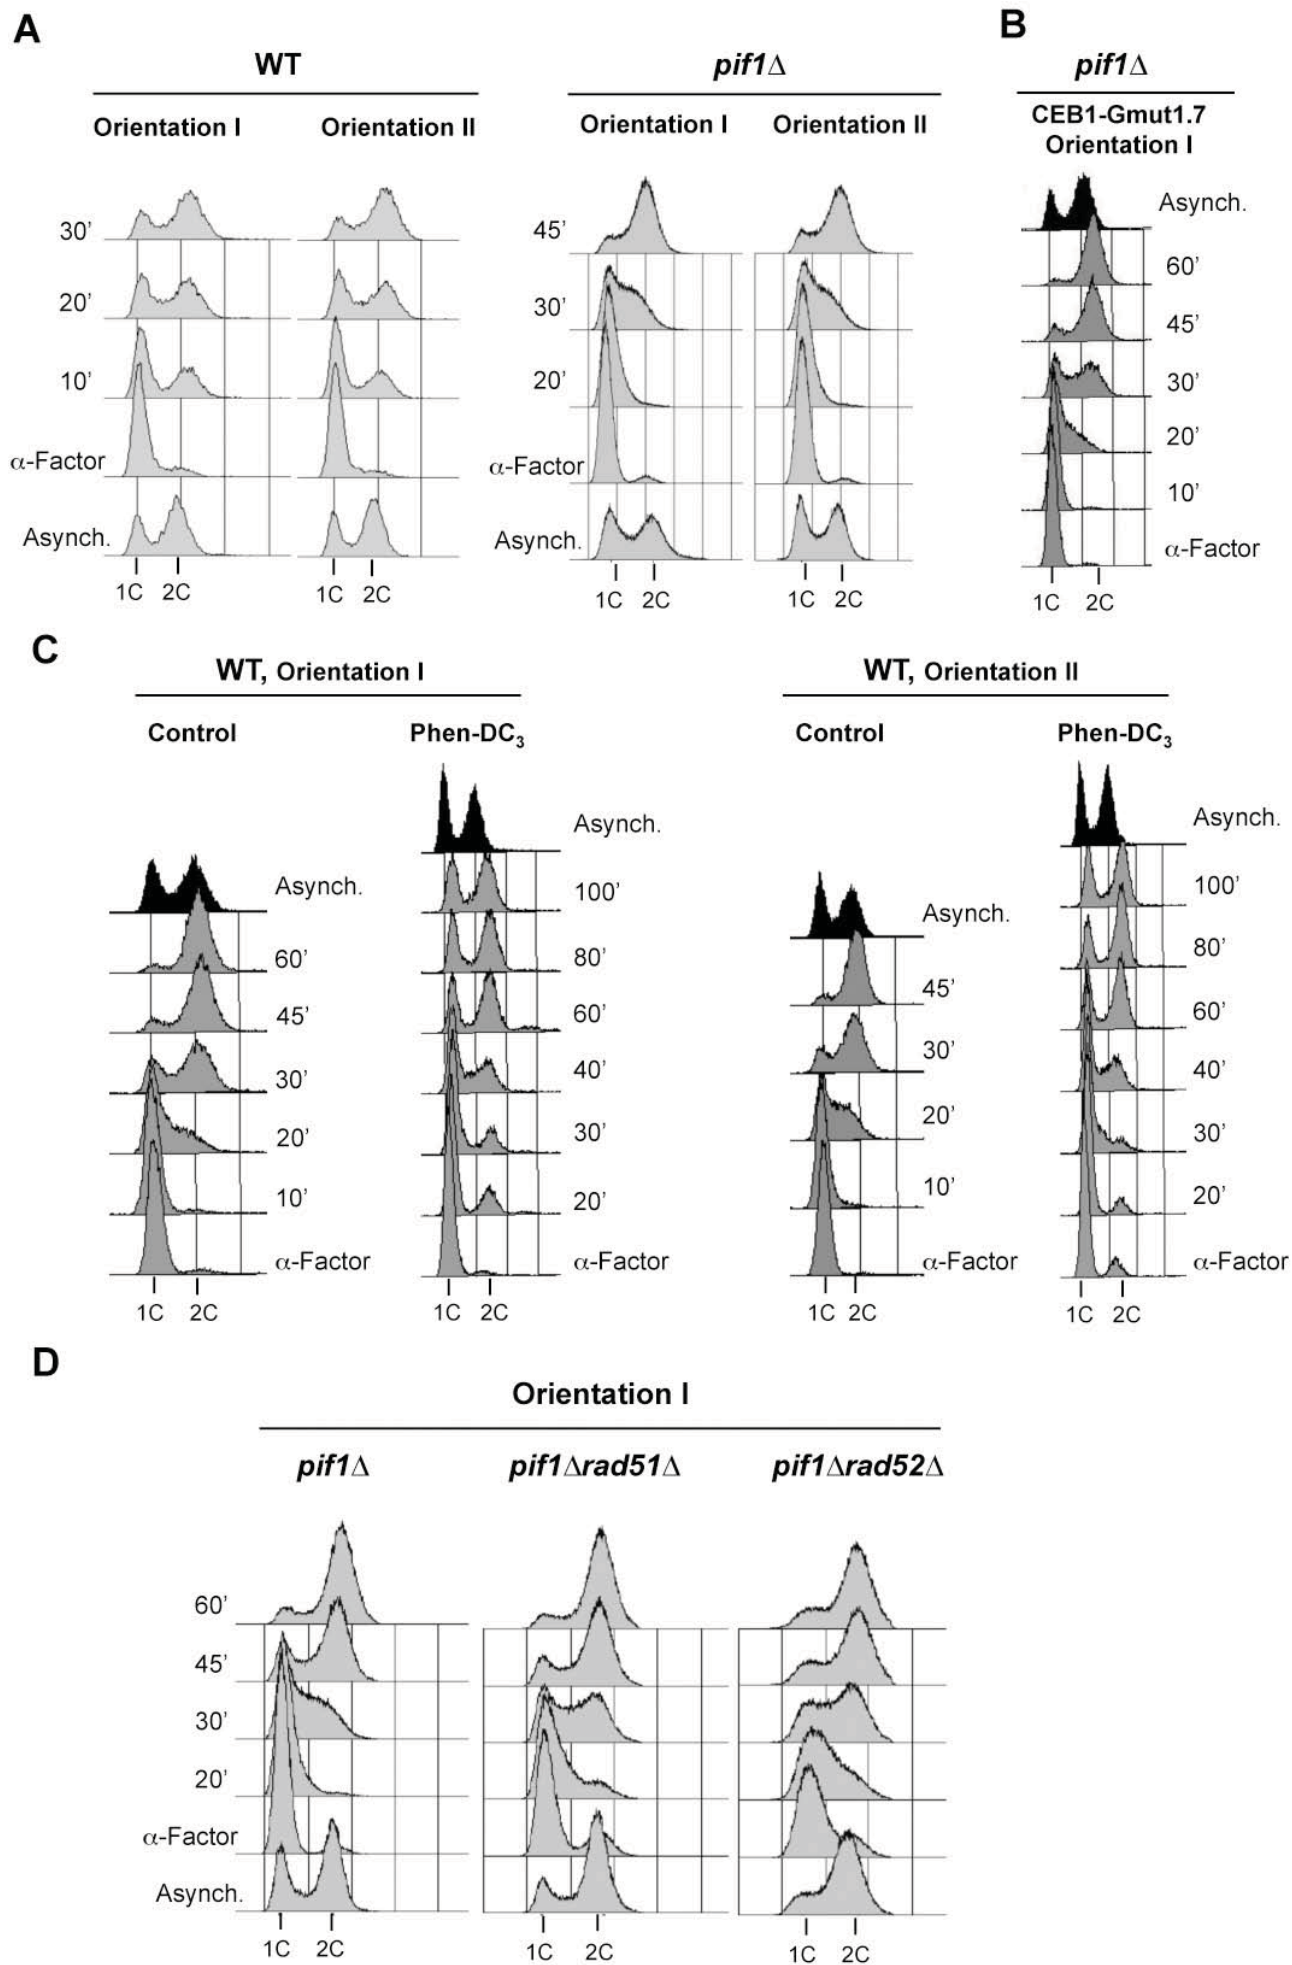 A
WT
pif1Δ
Orientation I
Orientation II
Orientation I
Orientation II
30’
20’
10’
α-Factor
Asynch.
1C 2C
1C 2C
45’
30’
20’
α-Factor
Asynch.
1C 2C
1C 2C
B
pif1Δ
CEB1-Gmut1.7
Orientation I
Asynch.
60’
45’
30’
20’
10’
α-Factor
1C 2C
C
WT, Orientation I
Control
Phen-DC3
Asynch.
60’
45’
30’
20’
10’
α-Factor
1C 2C
Asynch.
100’
80’
60’
40’
30’
20’
α-Factor
1C 2C
WT, Orientation II
Control
Phen-DC3
Asynch.
45’
30’
20’
10’
α-Factor
1C 2C
Asynch.
100’
80’
60’
40’
30’
20’
α-Factor
1C 2C
D
Orientation I
pif1Δ
pif1Δrad51Δ
pif1Δrad52Δ
60’
45’
30’
20’
α-Factor
Asynch.
1C 2C
1C 2C
1C 2C